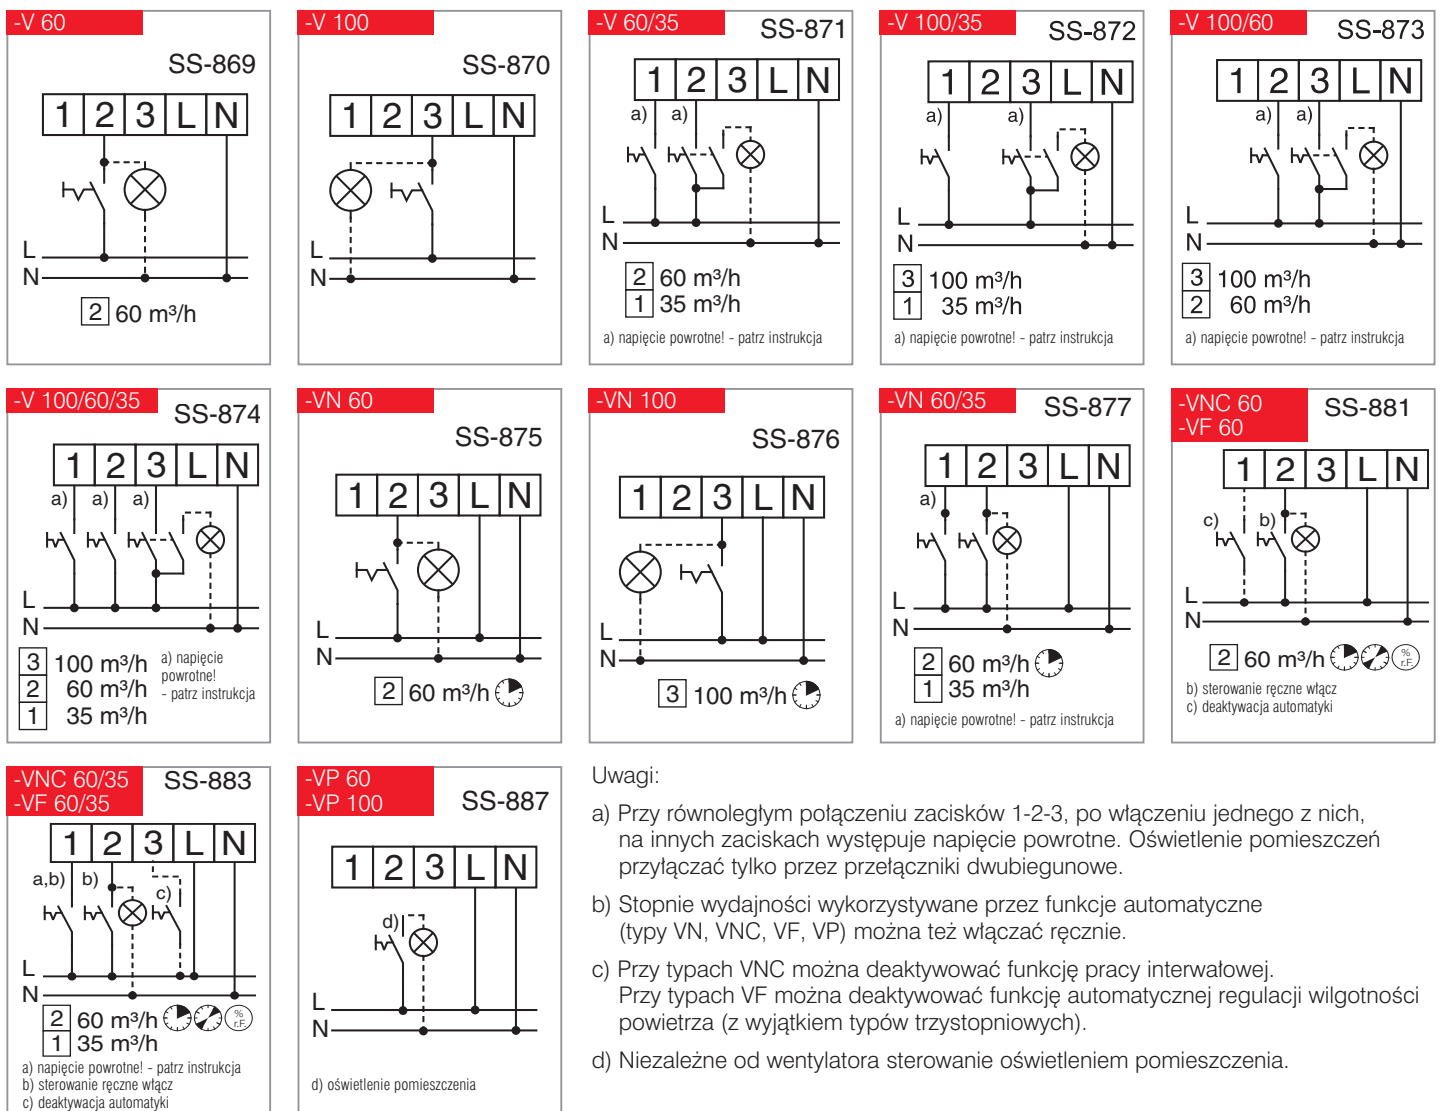 -V 60
SS-869
1 2 3 L N
L
N
2 60 m³/h
-V 100
SS-870
1 2 3 L N
L
N
-V 60/35
SS-871
1 2 3 L N
a) a)
L
N
2 60 m³/h
1 35 m³/h
a) napięcie powrotne! - patrz instrukcja
-V 100/35
SS-872
1 2 3 L N
a) a)
L
N
3 100 m³/h
1 35 m³/h
a) napięcie powrotne! - patrz instrukcja
-V 100/60
SS-873
1 2 3 L N
a) a)
L
N
3 100 m³/h
2 60 m³/h
a) napięcie powrotne! - patrz instrukcja
-V 100/60/35
SS-874
1 2 3 L N
a) a) a)
L
N
3 100 m³/h
2 60 m³/h
1 35 m³/h
a) napięcie
powrotne!
- patrz instrukcja
-VN 60
SS-875
1 2 3 L N
L
N
2 60 m³/h
-VN 100
SS-876
1 2 3 L N
L
N
3 100 m³/h
-VN 60/35
SS-877
1 2 3 L N
a)
L
N
2 60 m³/h
1 35 m³/h
a) napięcie powrotne! - patrz instrukcja
-VNC 60
-VF 60
SS-881
1 2 3 L N
c) b)
L
N
2 60 m³/h % r.F.
b) sterowanie ręczne włącz
c) deaktywacja automatyki
-VNC 60/35
-VF 60/35
SS-883
1 2 3 L N
a,b) b) c)
L
N
2 60 m³/h % r.F.
1 35 m³/h
a) napięcie powrotne! - patrz instrukcja
b) sterowanie ręczne włącz
c) deaktywacja automatyki
-VP 60
-VP 100
SS-887
1 2 3 L N
d)
L
N
d) oświetlenie pomieszczenia
Uwagi:
a) Przy równoległym połączeniu zacisków 1-2-3, po włączeniu jednego z nich,
na innych zaciskach występuje napięcie powrotne. Oświetlenie pomieszczeń
przyłączać tylko przez przełączniki dwubiegunowe.
b) Stopnie wydajności wykorzystywane przez funkcje automatyczne
(typy VN, VNC, VF, VP) można też włączać ręcznie.
c) Przy typach VNC można deaktywować funkcję pracy interwałowej.
Przy typach VF można deaktywować funkcję automatycznej regulacji wilgotności
powietrza (z wyjątkiem typów trzystopniowych).
d) Niezależne od wentylatora sterowanie oświetleniem pomieszczenia.